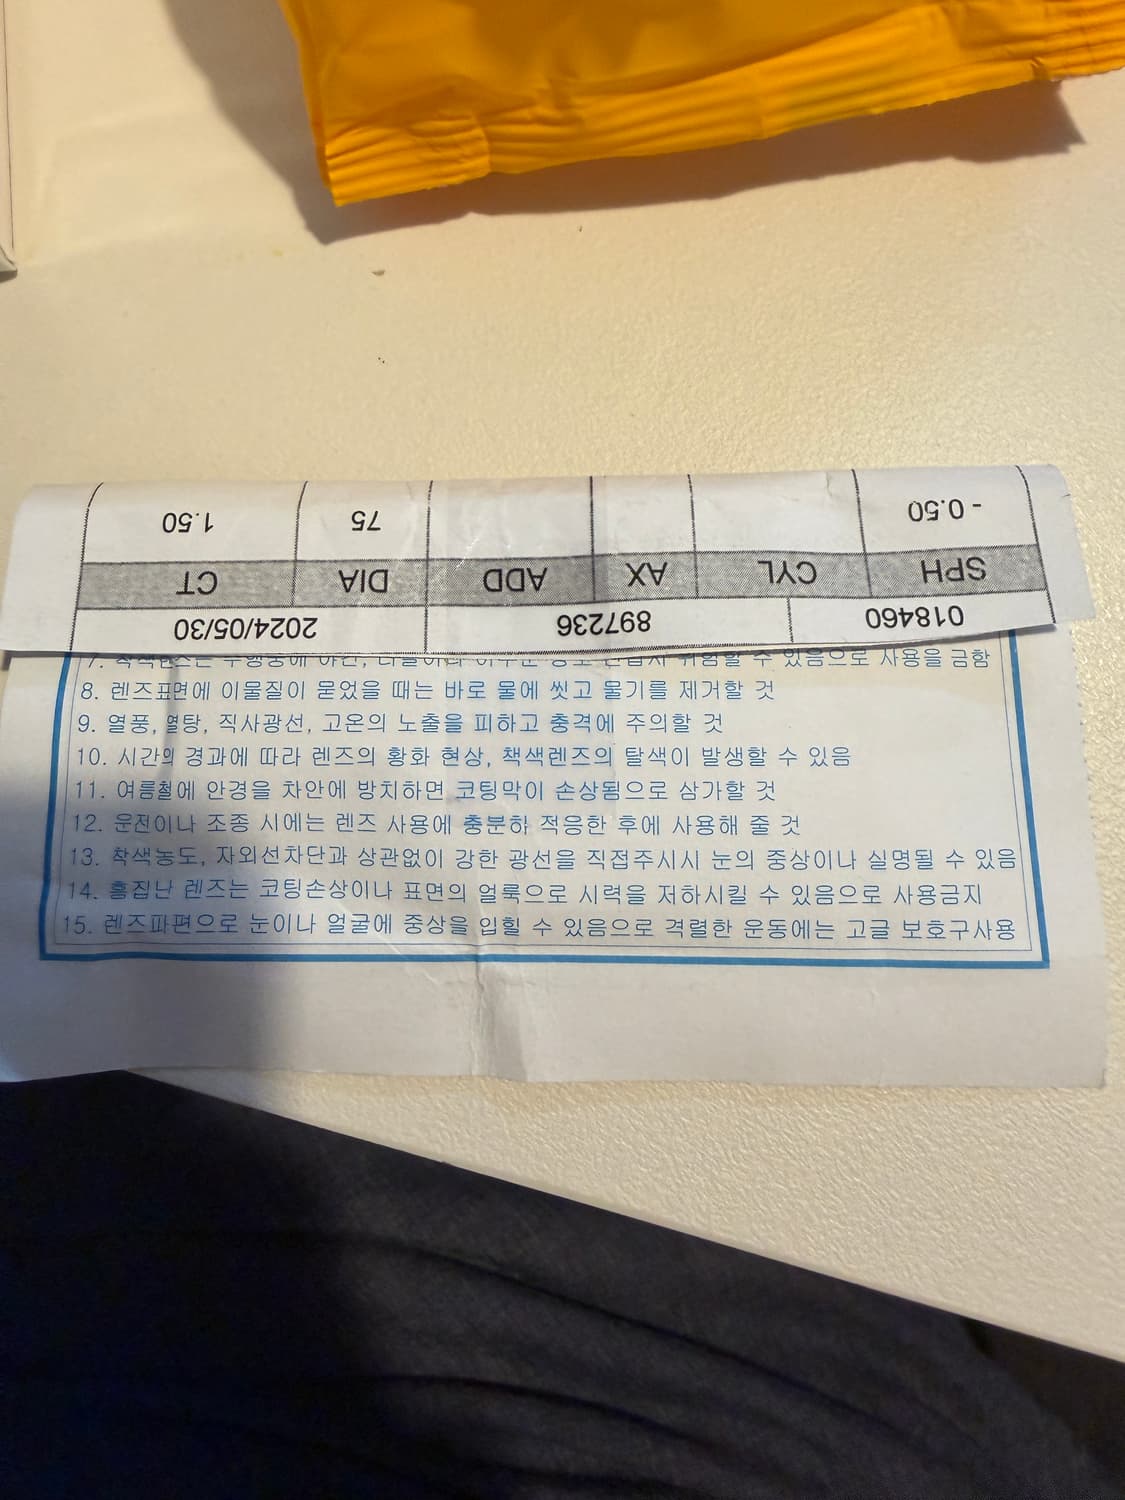 - 0.50 75 1.50
SPH CYL AX ADD DIA CT
018460 897236 2024/05/30
수 있음으로 사용을 금함
8. 렌즈표면에 이물질이 묻었을 때는 바로 물에 씻고 물기를 제거할 것
9. 열풍, 열탕, 직사광선, 고온의 노출을 피하고 충격에 주의할 것
10. 시간의 경과에 따라 렌즈의 황화 현상, 책색렌즈의 탈색이 발생할 수 있음
11. 여름철에 안경을 차안에 방치하면 코팅막이 손상됨으로 삼가할 것
12. 운전이나 조종 시에는 렌즈 사용에 충분하 적응한 후에 사용해 줄 것
13. 착색농도, 자외선차단과 상관없이 강한 광선을 직접주시시 눈의 중상이나 실명될 수 있음
14. 흠집난 렌즈는 코팅손상이나 표면의 얼룩으로 시력을 저하시킬 수 있음으로 사용금지
15. 렌즈파편으로 눈이나 얼굴에 중상을 입힐 수 있음으로 격렬한 운동에는 고글 보호구사용